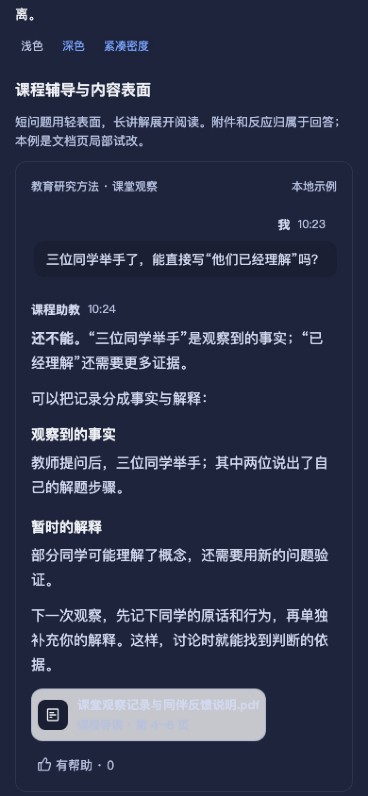 离。
浅色 深色 紧凑密度
课程辅导与内容表面
短问题用轻表面，长讲解展开阅读。附件和反应归属于回答；
本例是文档页局部试改。
教育研究方法 · 课堂观察 本地示例
我 10:23
三位同学举手了，能直接写“他们已经理解”吗？
课程助教 10:24
还不能。“三位同学举手”是观察到的事实；“已
经理解”还需要更多证据。
可以把记录分成事实与解释：
观察到的事实
教师提问后，三位同学举手；其中两位说出了自
己的解题步骤。
暂时的解释
部分同学可能理解了概念，还需要用新的问题验
证。
下一次观察，先记下同学的原话和行为，再单独
补充你的解释。这样，讨论时就能找到判断的依
据。
课堂观察记录与同伴反馈说明.pdf
有帮助 · 0